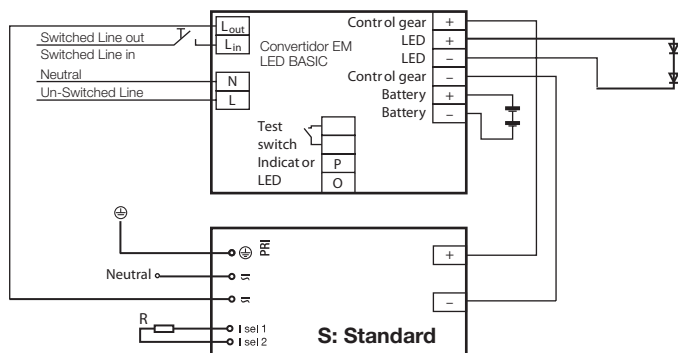 Switched Line out
Switched Line in
Neutral
Un-Switched Line
Lout
Lin
N
L
Convertidor EM
LED BASIC
Control gear +
LED +
LED –
Control gear –
Battery +
Battery –
Test
switch
Indicator
LED
P
O
PRI
Neutral
R
I sel 1
I sel 2
+
–
S: Standard